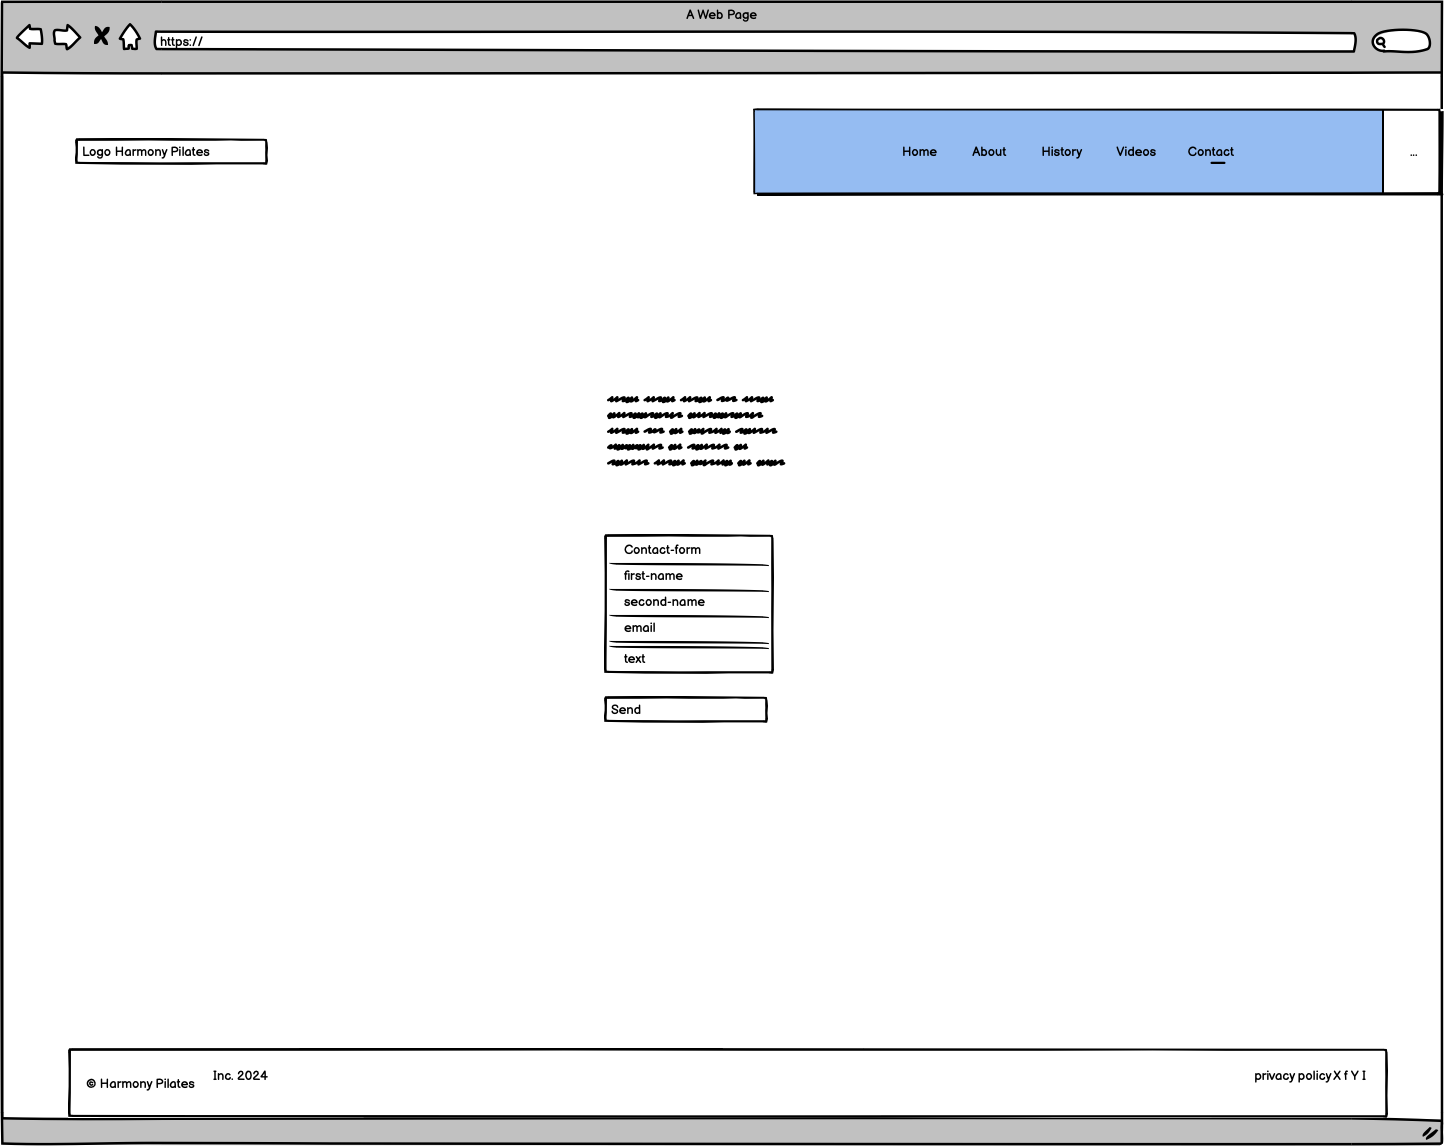 A Web Page
https://
Logo Harmony Pilates
Home About History Videos Contact ...
Contact-form
first-name
second-name
email
text
Send
© Harmony Pilates Inc. 2024 privacy policy X f Y I